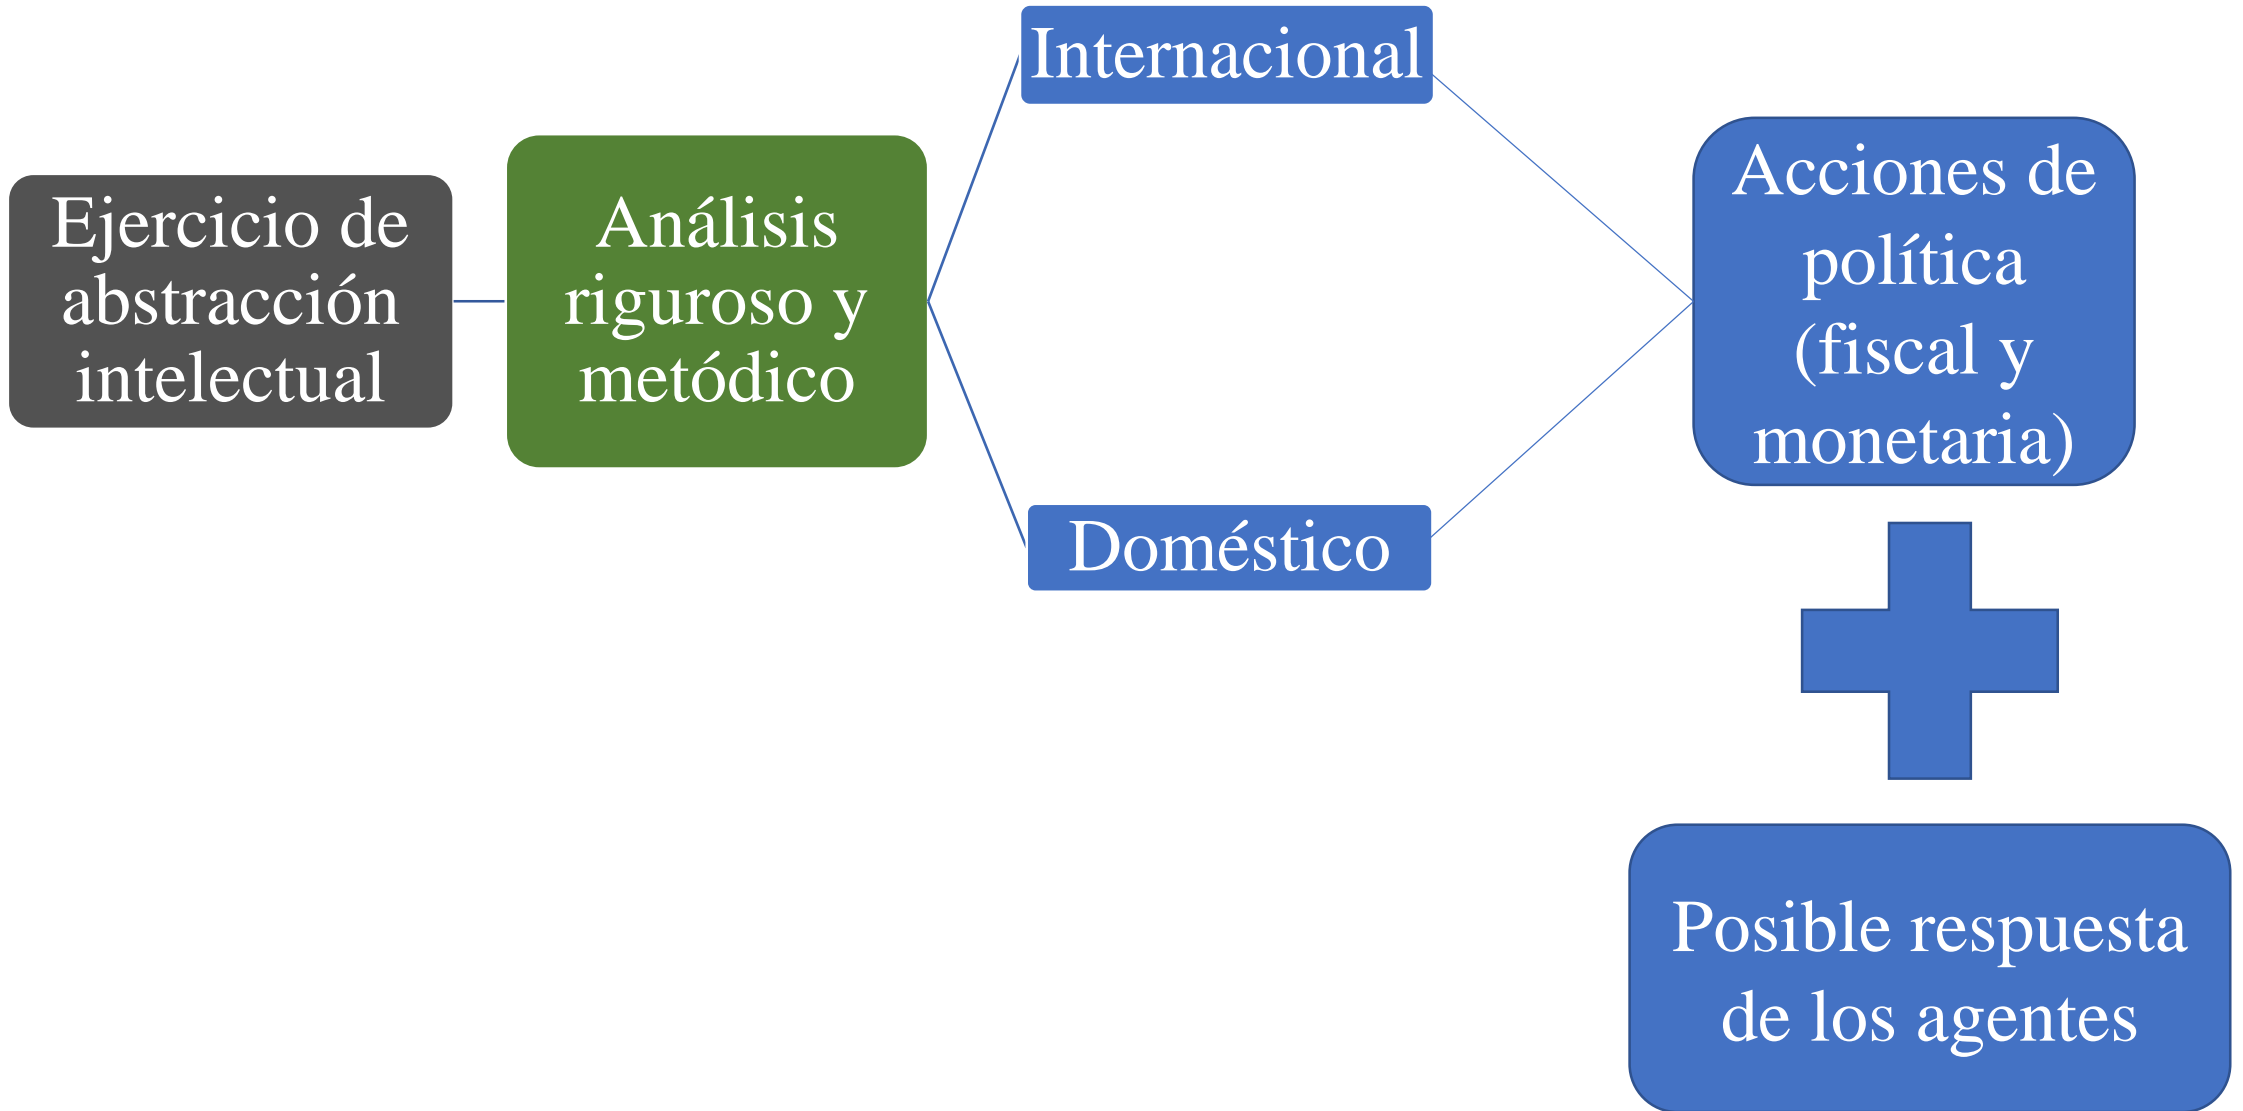 Ejercicio de
abstracción
intelectual
Análisis
riguroso y
metódico
Internacional
Doméstico
Acciones de
política
(fiscal y
monetaria)
Posible respuesta
de los agentes